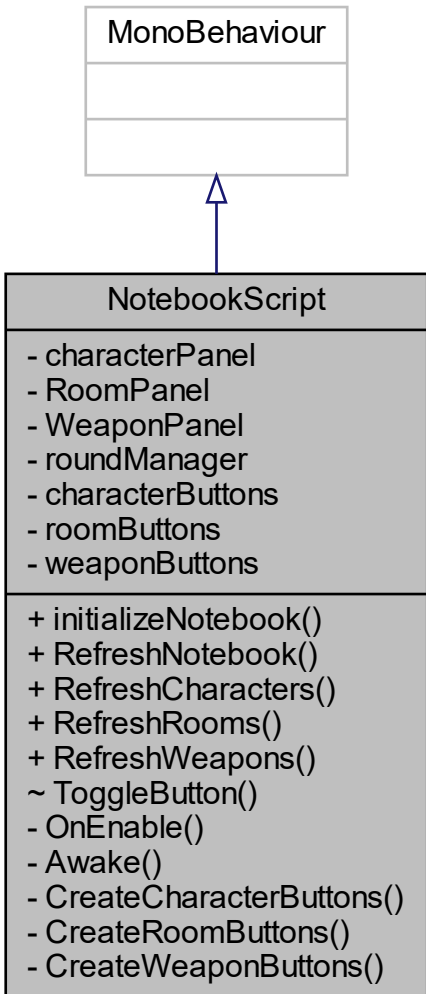 MonoBehaviour
NotebookScript
- characterPanel
- RoomPanel
- WeaponPanel
- roundManager
- characterButtons
- roomButtons
- weaponButtons
+ initializeNotebook()
+ RefreshNotebook()
+ RefreshCharacters()
+ RefreshRooms()
+ RefreshWeapons()
~ ToggleButton()
- OnEnable()
- Awake()
- CreateCharacterButtons()
- CreateRoomButtons()
- CreateWeaponButtons()